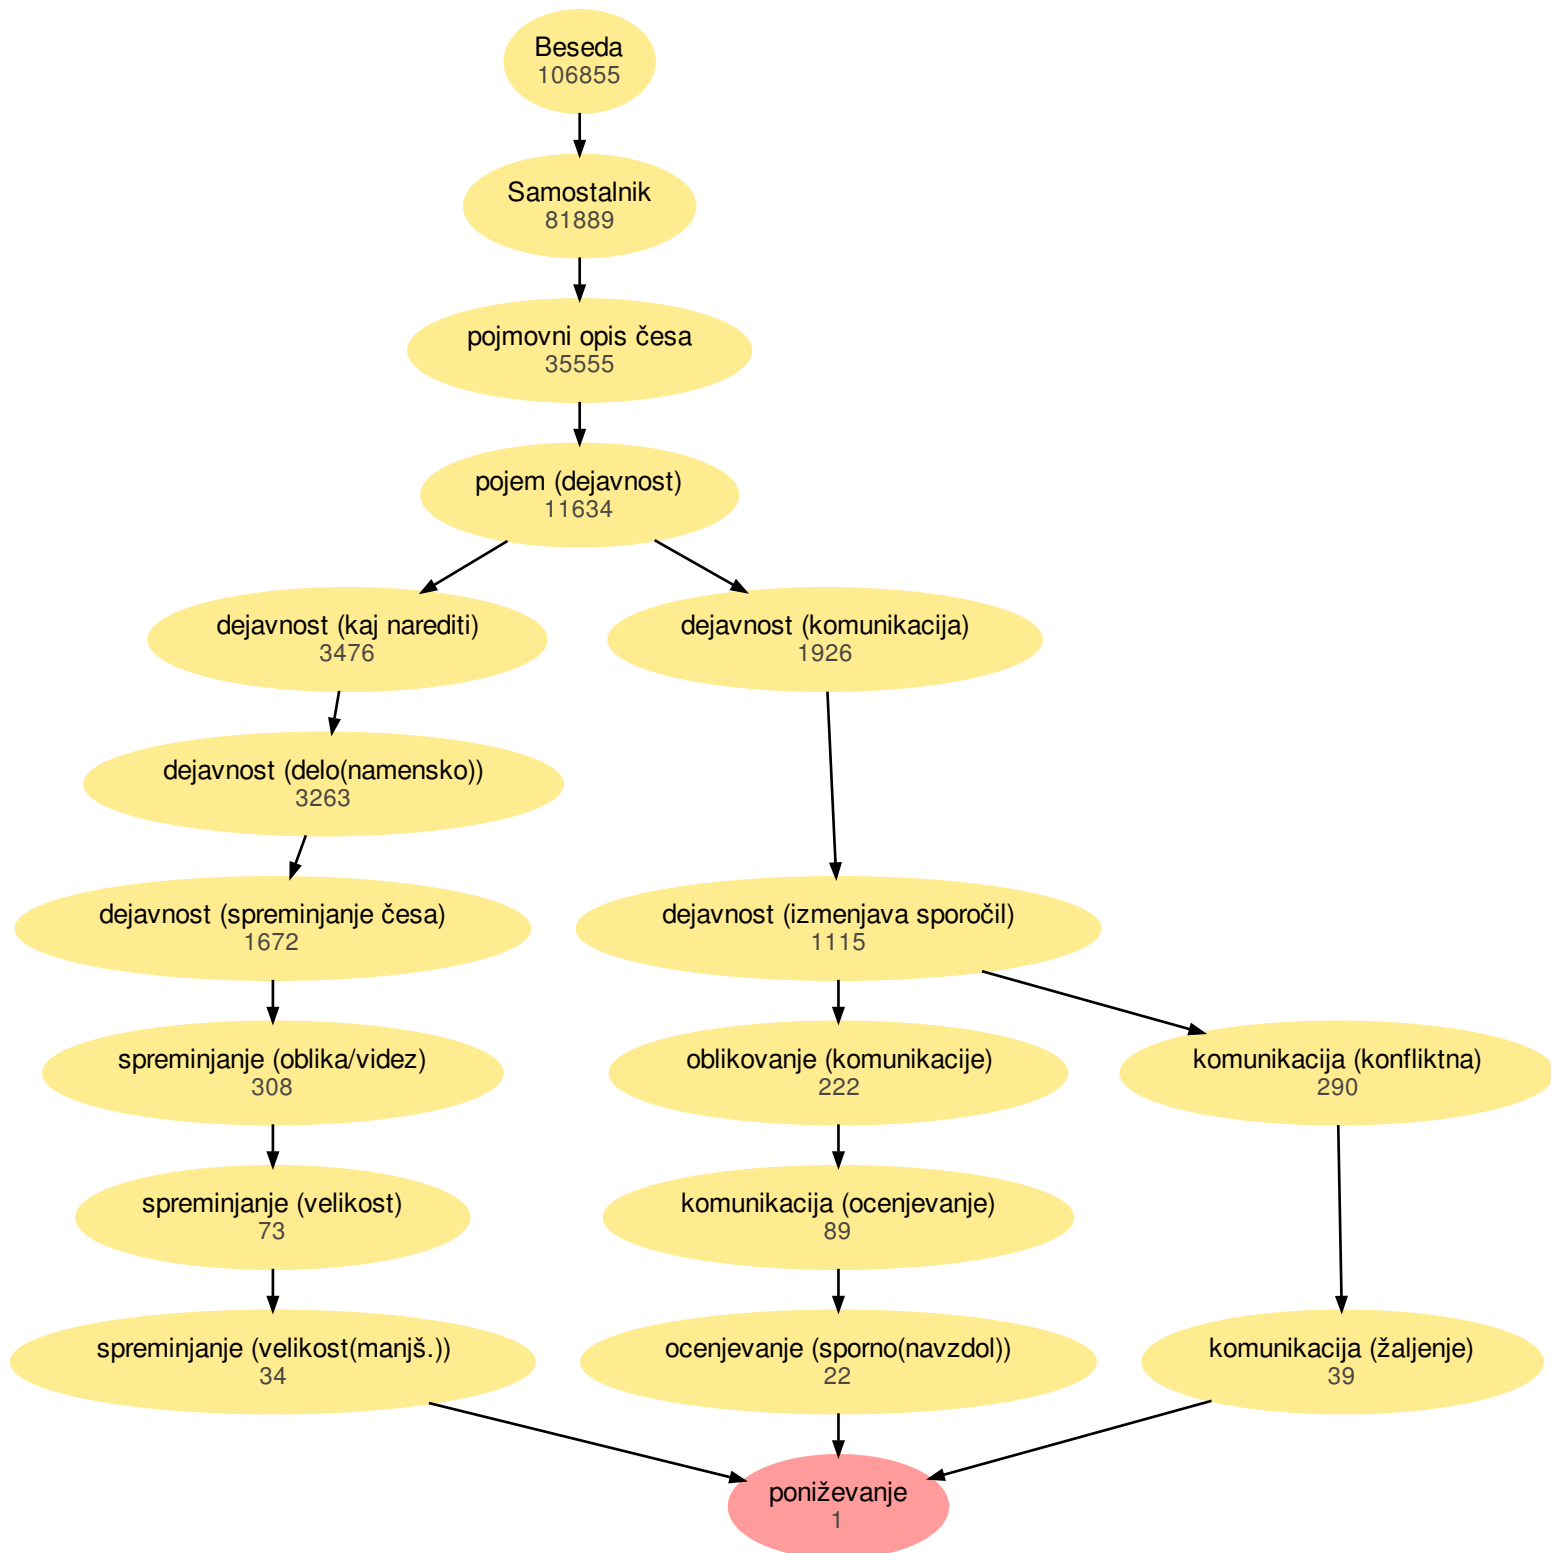 Beseda
106855
Samostalnik
81889
pojmovni opis česa
35555
pojem (dejavnost)
11634
dejavnost (kaj narediti)
3476
dejavnost (komunikacija)
1926
dejavnost (delo(namensko))
3263
dejavnost (spreminjanje česa)
1672
dejavnost (izmenjava sporočil)
1115
spreminjanje (oblika/videz)
308
oblikovanje (komunikacije)
222
komunikacija (konfliktna)
290
spreminjanje (velikost)
73
komunikacija (ocenjevanje)
89
spreminjanje (velikost(manjš.))
34
ocenjevanje (sporno(navzdol))
22
komunikacija (žaljenje)
39
poniževanje
1